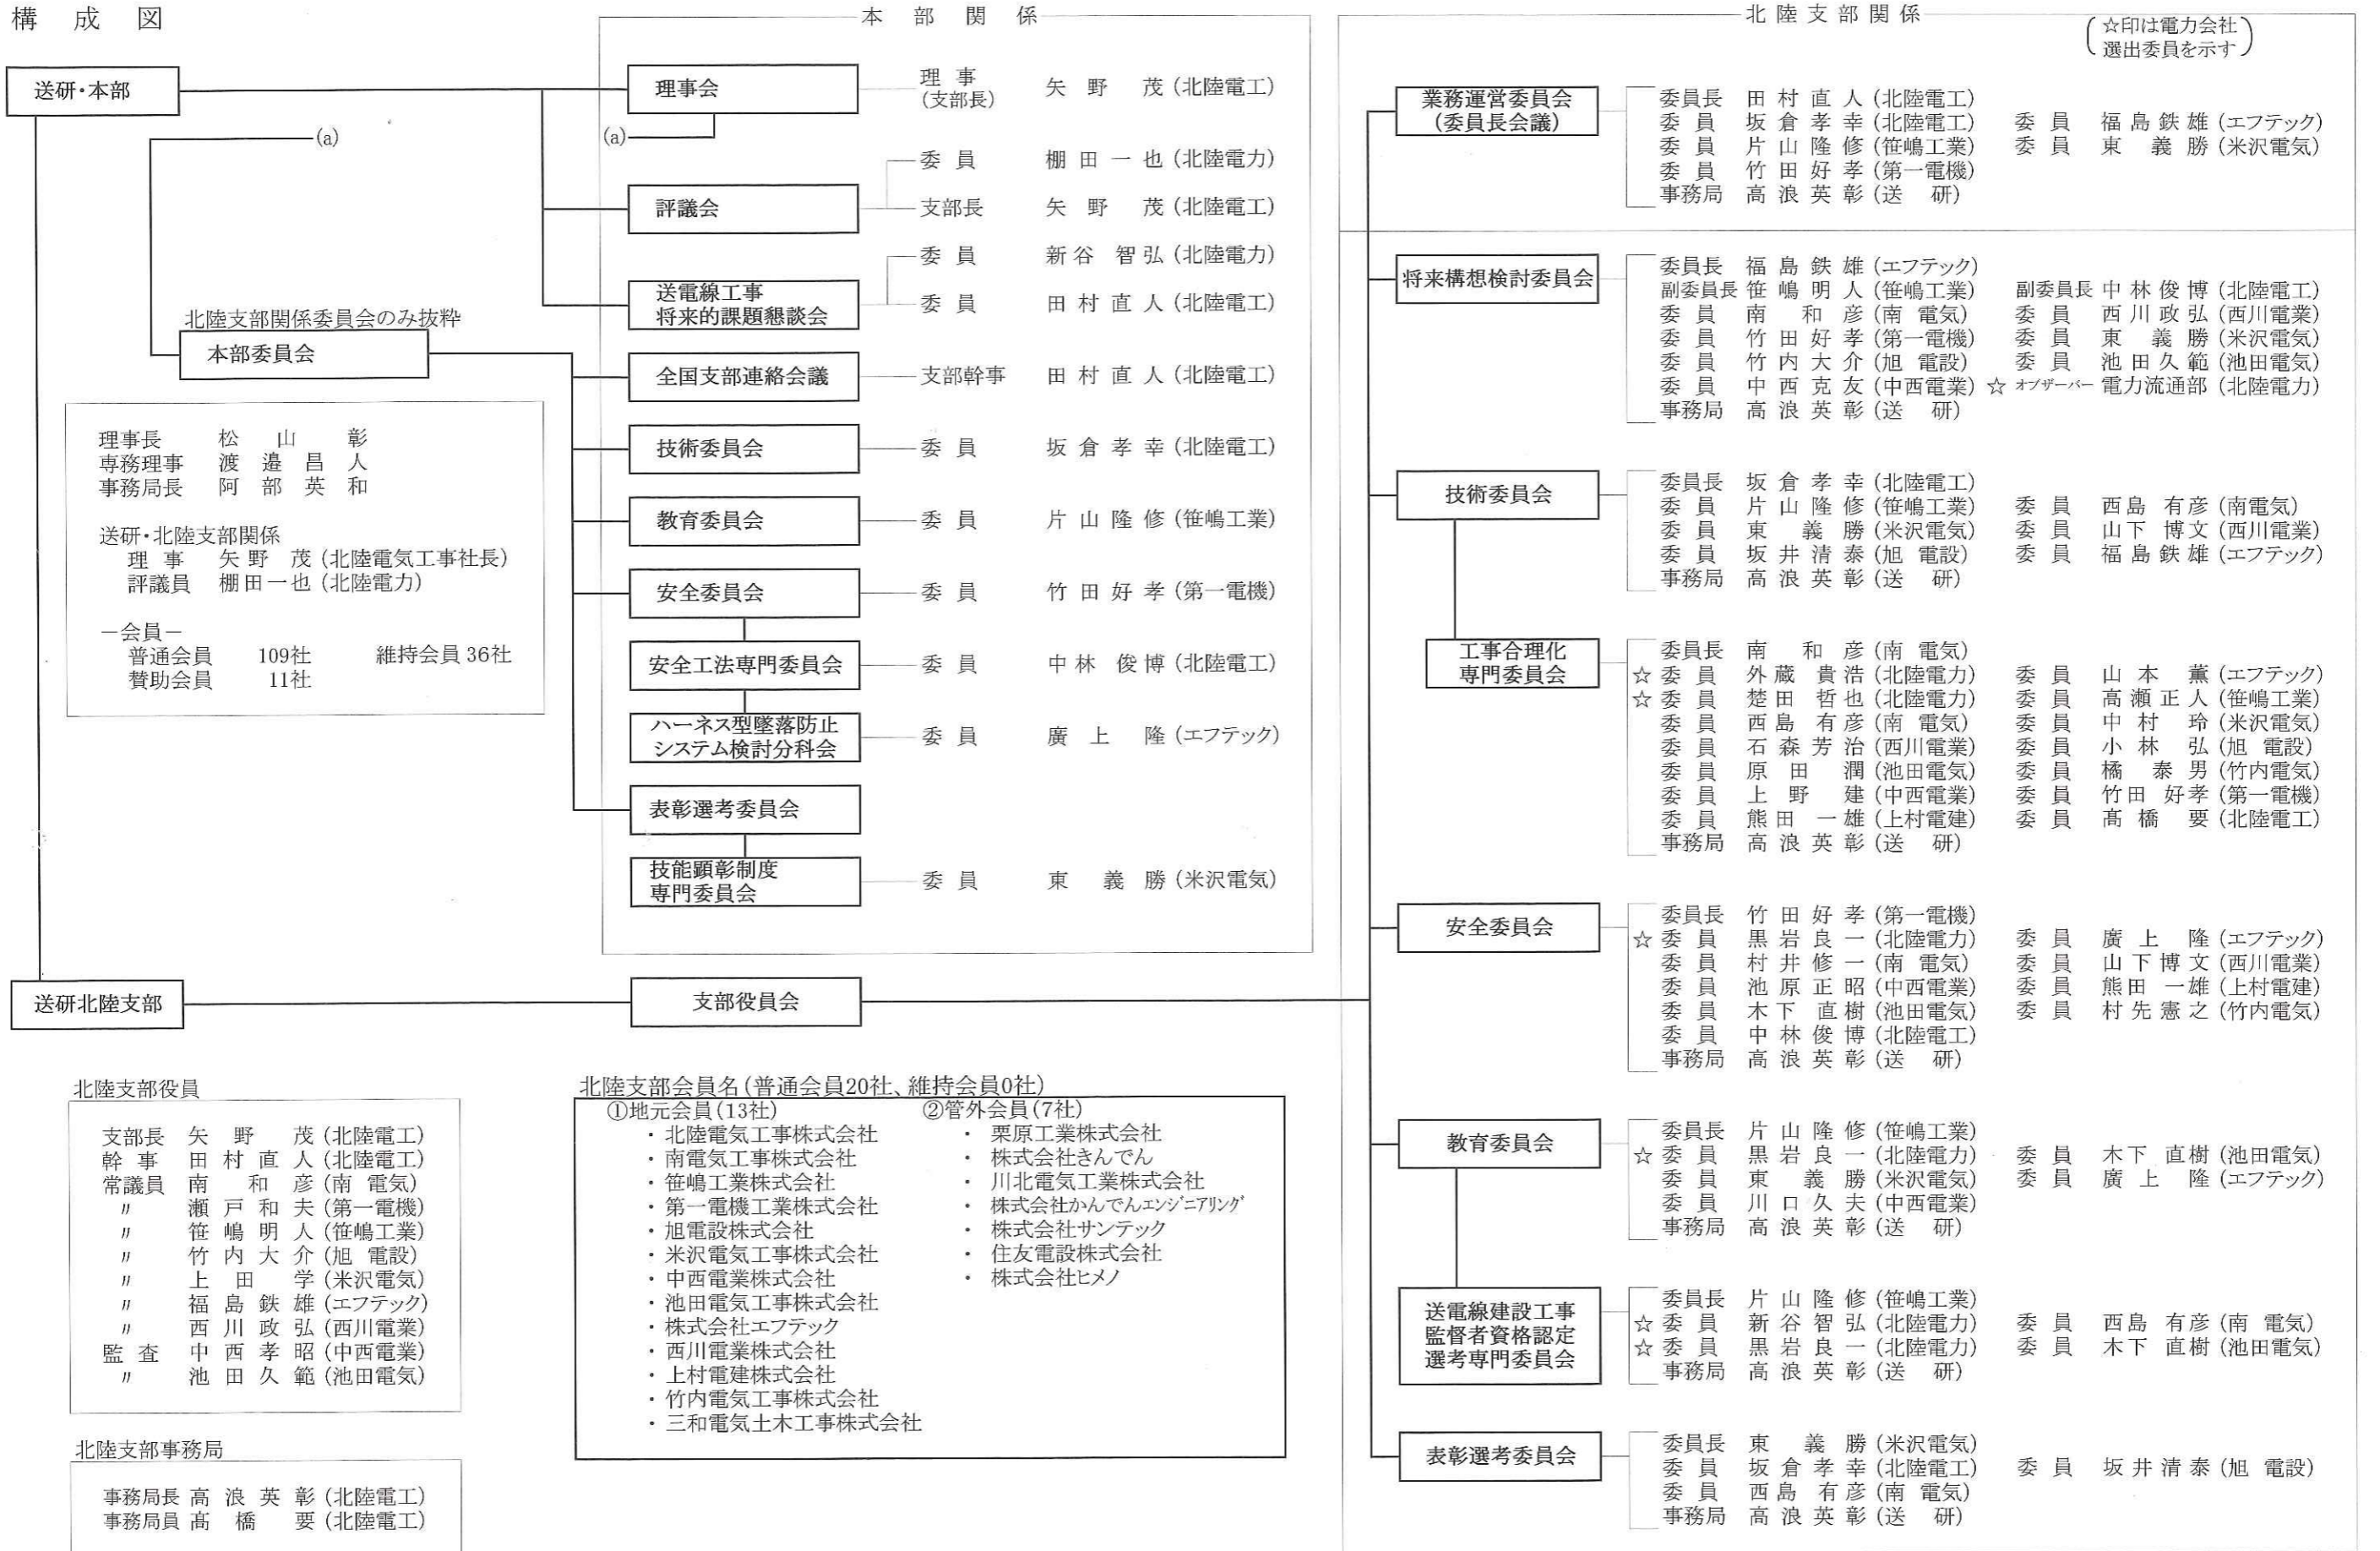 構成図
本部関係
送研・本部
理事会
理事
(支部長)
矢野茂(北陸電工)
(a)
(a)
評議会
委員 棚田一也(北陸電力)
支部長 矢野茂(北陸電工)
送電線工事
将来的課題懇談会
委員 新谷智弘(北陸電力)
委員 田村直人(北陸電工)
北陸支部関係委員会のみ抜粋
本部委員会
全国支部連絡会議 支部幹事 田村直人(北陸電工)
技術委員会 委員 坂倉孝幸(北陸電工)
教育委員会 委員 片山隆修(笹嶋工業)
安全委員会 委員 竹田好孝(第一電機)
安全工法専門委員会 委員 中林俊博(北陸電工)
ハーネス型墜落防止
システム検討分科会
委員 廣上隆(エフテック)
表彰選考委員会
技能顕彰制度
専門委員会
委員 東義勝(米沢電気)
理事長 松山彰
専務理事 渡邉昌人
事務局長 阿部英和
送研・北陸支部関係
理事 矢野茂(北陸電気工事社長)
評議員 棚田一也(北陸電力)
-会員-
普通会員 109社 維持会員 36社
賛助会員 11社
送研北陸支部
支部役員会
北陸支部役員
支部長 矢野茂(北陸電工)
幹事 田村直人(北陸電工)
常議員 南和彦(南 電気)
〃 瀬戸和夫(第一電機)
〃 笹嶋明人(笹嶋工業)
〃 竹内大介(旭 電設)
〃 上田学(米沢電気)
〃 福島鉄雄(エフテック)
〃 西川政弘(西川電業)
監査 中西孝昭(中西電業)
〃 池田久範(池田電気)
北陸支部事務局
事務局長 高浪英彰(北陸電工)
事務局員 髙橋要(北陸電工)
北陸支部会員名(普通会員20社、維持会員0社)
①地元会員(13社)
・北陸電気工事株式会社
・南電気工事株式会社
・笹嶋工業株式会社
・第一電機工業株式会社
・旭電設株式会社
・米沢電気工事株式会社
・中西電業株式会社
・池田電気工事株式会社
・株式会社エフテック
・西川電業株式会社
・上村電建株式会社
・竹内電気工事株式会社
・三和電気土木工事株式会社
②管外会員(7社)
・栗原工業株式会社
・株式会社きんでん
・川北電気工業株式会社
・株式会社かんでんエンジニアリング
・株式会社サンテック
・住友電設株式会社
・株式会社ヒメノ
北陸支部関係
(☆印は電力会社
選出委員を示す)
業務運営委員会
(委員長会議)
委員長 田村直人(北陸電工)
委員 坂倉孝幸(北陸電工) 委員 福島鉄雄(エフテック)
委員 片山隆修(笹嶋工業) 委員 東義勝(米沢電気)
委員 竹田好孝(第一電機)
事務局 高浪英彰(送 研)
将来構想検討委員会
委員長 福島鉄雄(エフテック)
副委員長 笹嶋明人(笹嶋工業) 副委員長 中林俊博(北陸電工)
委員 南和彦(南 電気) 委員 西川政弘(西川電業)
委員 竹田好孝(第一電機) 委員 東義勝(米沢電気)
委員 竹内大介(旭 電設) 委員 池田久範(池田電気)
委員 中西克友(中西電業) ☆オブザーバー 電力流通部(北陸電力)
事務局 高浪英彰(送 研)
技術委員会
委員長 坂倉孝幸(北陸電工)
委員 片山隆修(笹嶋工業) 委員 西島有彦(南電気)
委員 東義勝(米沢電気) 委員 山下博文(西川電業)
委員 坂井清泰(旭 電設) 委員 福島鉄雄(エフテック)
事務局 高浪英彰(送 研)
工事合理化
専門委員会
委員長 南和彦(南 電気)
☆委員 外蔵貴浩(北陸電力) 委員 山本薫(エフテック)
☆委員 楚田哲也(北陸電力) 委員 高瀬正人(笹嶋工業)
委員 西島有彦(南 電気) 委員 中村玲(米沢電気)
委員 石森芳治(西川電業) 委員 小林弘(旭 電設)
委員 原田潤(池田電気) 委員 橘泰男(竹内電気)
委員 上野建(中西電業) 委員 竹田好孝(第一電機)
委員 熊田一雄(上村電建) 委員 髙橋要(北陸電工)
事務局 高浪英彰(送 研)
安全委員会
委員長 竹田好孝(第一電機)
☆委員 黒岩良一(北陸電力) 委員 廣上隆(エフテック)
委員 村井修一(南 電気) 委員 山下博文(西川電業)
委員 池原正昭(中西電業) 委員 熊田一雄(上村電建)
委員 木下直樹(池田電気) 委員 村先憲之(竹内電気)
委員 中林俊博(北陸電工)
事務局 高浪英彰(送 研)
教育委員会
委員長 片山隆修(笹嶋工業)
☆委員 黒岩良一(北陸電力) 委員 木下直樹(池田電気)
委員 東義勝(米沢電気) 委員 廣上隆(エフテック)
委員 川口久夫(中西電業)
事務局 高浪英彰(送 研)
送電線建設工事
監督者資格認定
選考専門委員会
委員長 片山隆修(笹嶋工業)
☆委員 新谷智弘(北陸電力) 委員 西島有彦(南 電気)
☆委員 黒岩良一(北陸電力) 委員 木下直樹(池田電気)
事務局 高浪英彰(送 研)
表彰選考委員会
委員長 東義勝(米沢電気)
委員 坂倉孝幸(北陸電工) 委員 坂井清泰(旭 電設)
委員 西島有彦(南 電気)
事務局 高浪英彰(送 研)